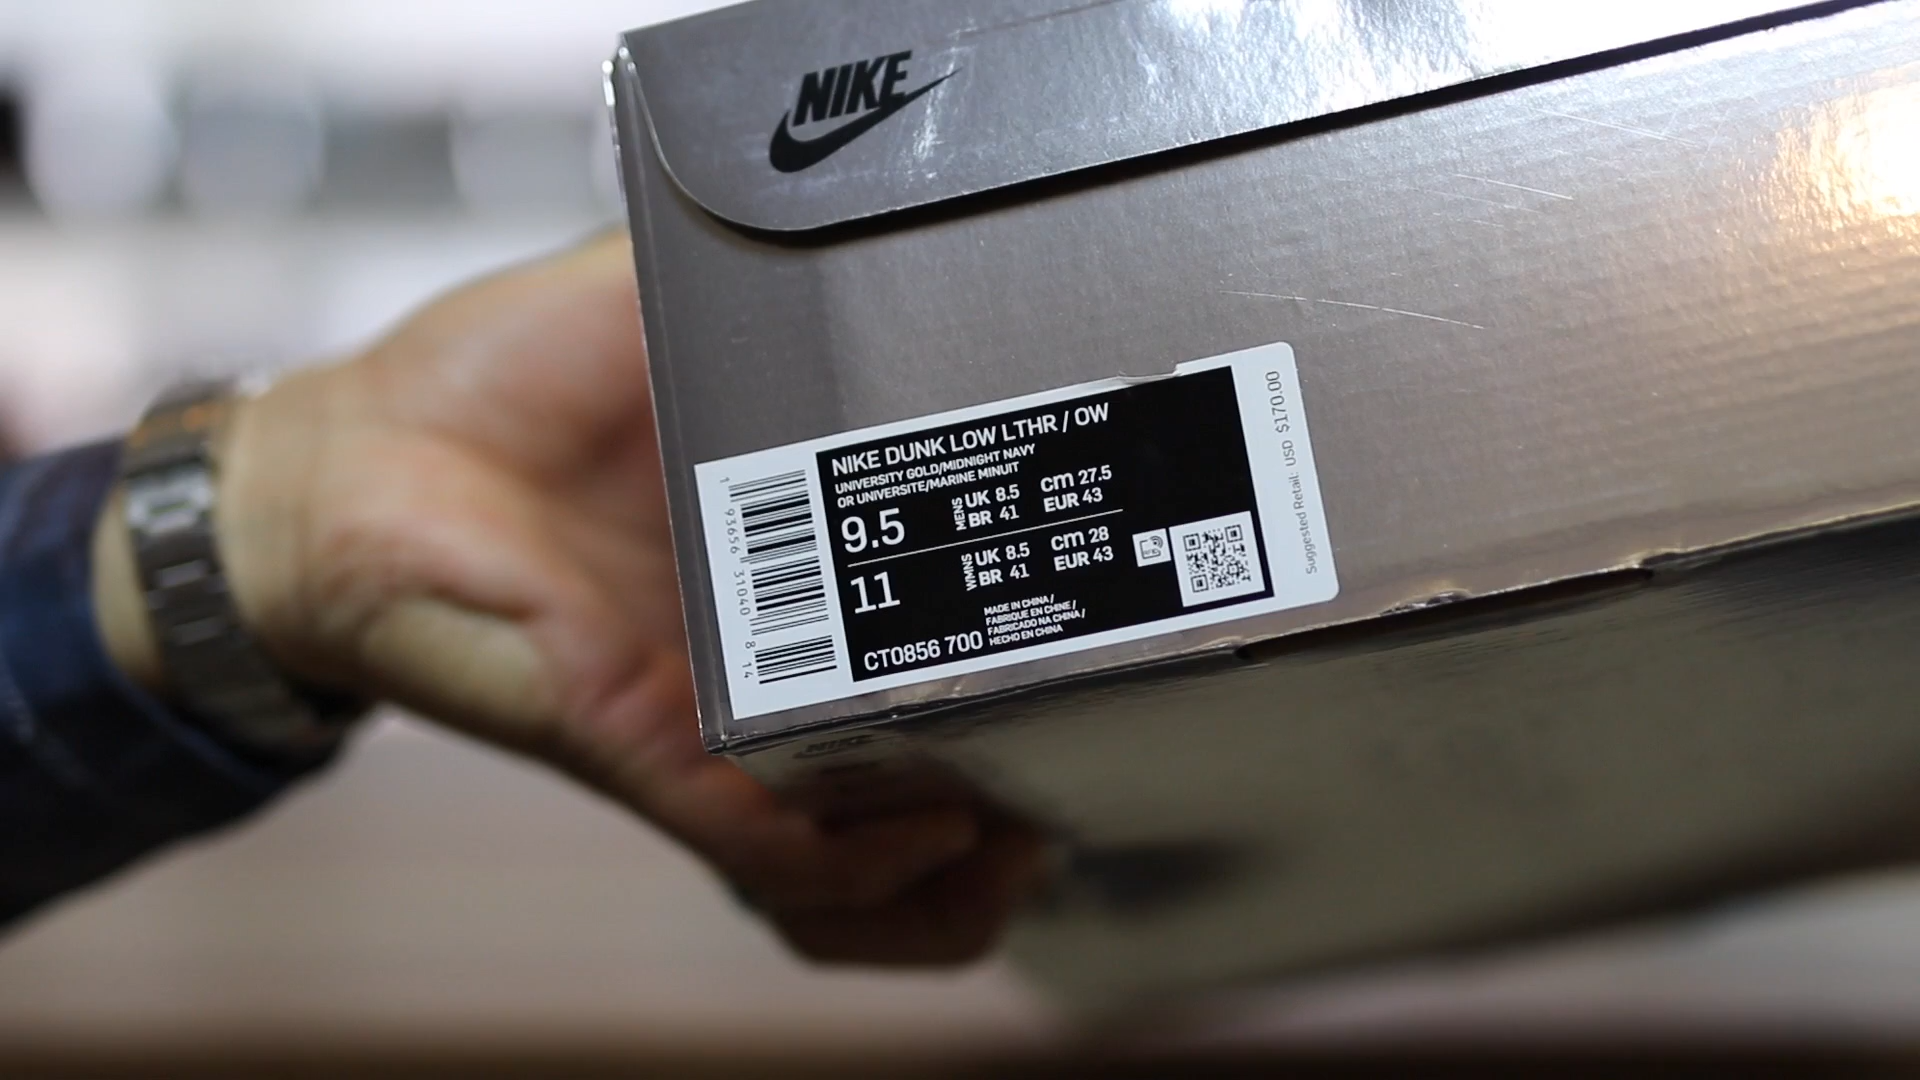 NIKE
NIKE DUNK LOW LTHR / OW
UNIVERSITY GOLD/MIDNIGHT NAVY
OR UNIVERSITE/MARINE MINUIT
9.5 MENS UK 8.5 cm 27.5
BR 41 EUR 43
11 WMNS UK 8.5 cm 28
BR 41 EUR 43
MADE IN CHINA /
FABRIQUE EN CHINE /
FABRICADO NA CHINA /
HECHO EN CHINA
CT0856 700
1 93656 31040 8 14
Suggested Retail: USD $170.00
NIKE